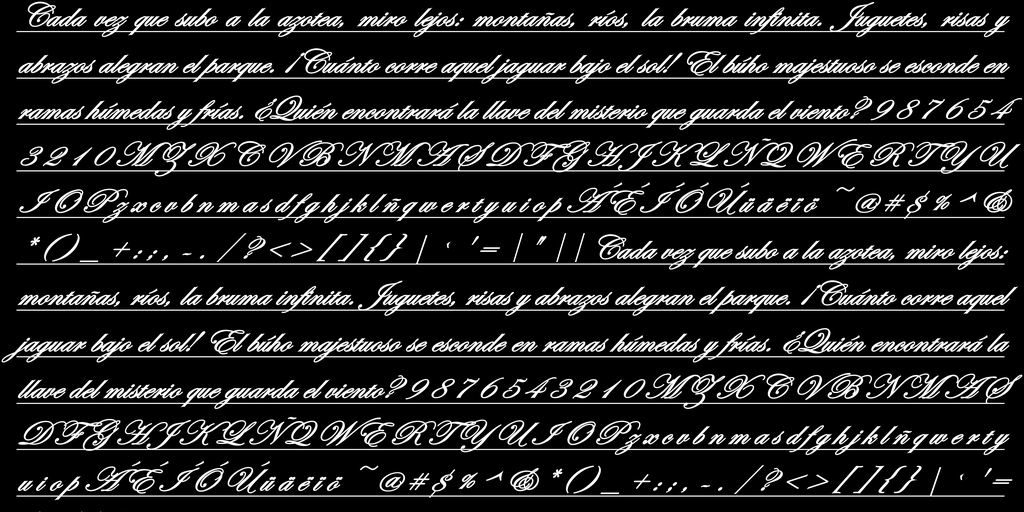 Cada vez que subo a la azotea, miro lejos: montañas, ríos, la bruma infinita. Juguetes, risas y
abrazos alegran el parque. ¡Cuánto corre aquel jaguar bajo el sol! El búho majestuoso se esconde en
ramas húmedas y frías. ¿Quién encontrará la llave del misterio que guarda el viento? 9 8 7 6 5 4
3 2 1 0 M Z X C V B N M A S D F G H J K L Ñ Q W E R T Y U
I O P z x c v b n m a s d f g h j k l ñ q w e r t y u i o p Á É Í Ó Ú ü ä ë ï ö ~ @ # $ % ^ &
* ( ) _ + : ; , - . / ? < > [ ] { } | ` ' = | " | | Cada vez que subo a la azotea, miro lejos:
montañas, ríos, la bruma infinita. Juguetes, risas y abrazos alegran el parque. ¡Cuánto corre aquel
jaguar bajo el sol! El búho majestuoso se esconde en ramas húmedas y frías. ¿Quién encontrará la
llave del misterio que guarda el viento? 9 8 7 6 5 4 3 2 1 0 M Z X C V B N M A S
D F G H J K L Ñ Q W E R T Y U I O P z x c v b n m a s d f g h j k l ñ q w e r t y
u i o p Á É Í Ó Ú ü ä ë ï ö ~ @ # $ % ^ & * ( ) _ + : ; , - . / ? < > [ ] { } | ` ' =